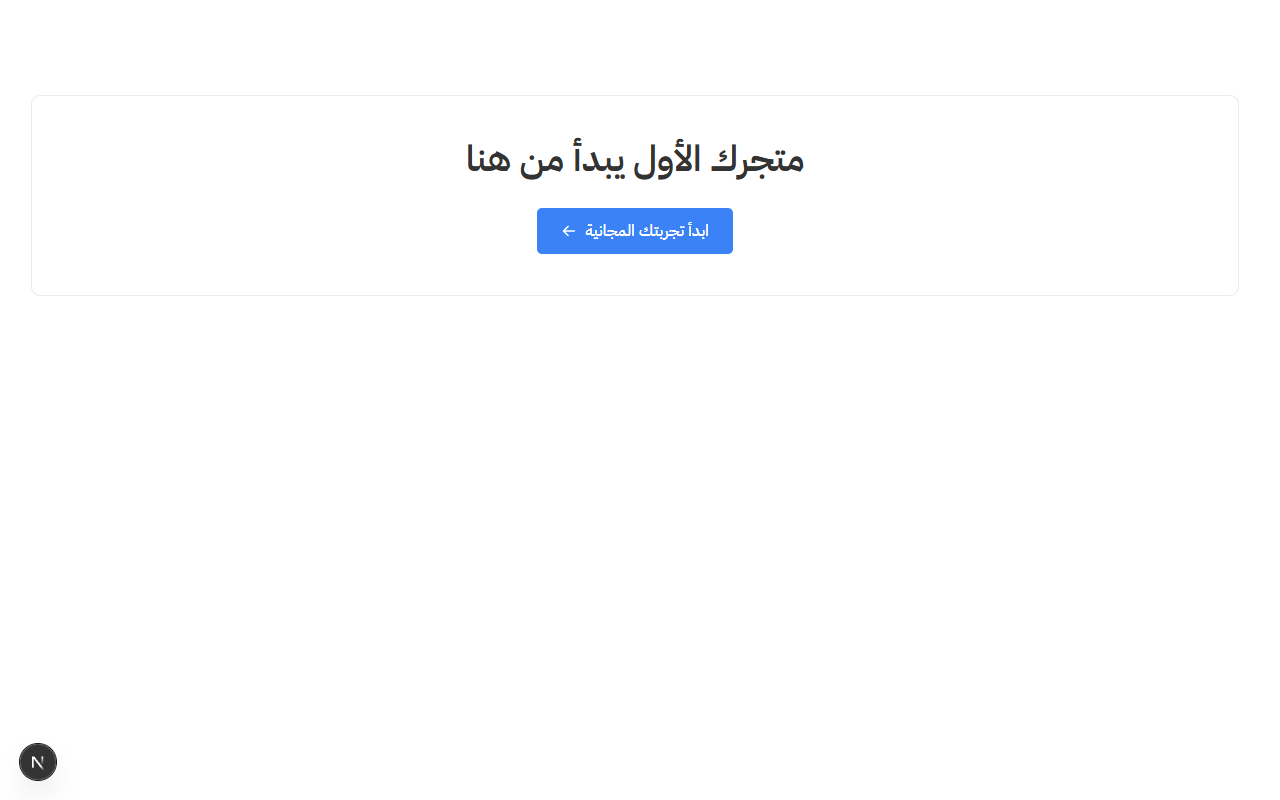 متجرك الأول يبدأ من هنا
ابدأ تجربتك المجانية ←
N